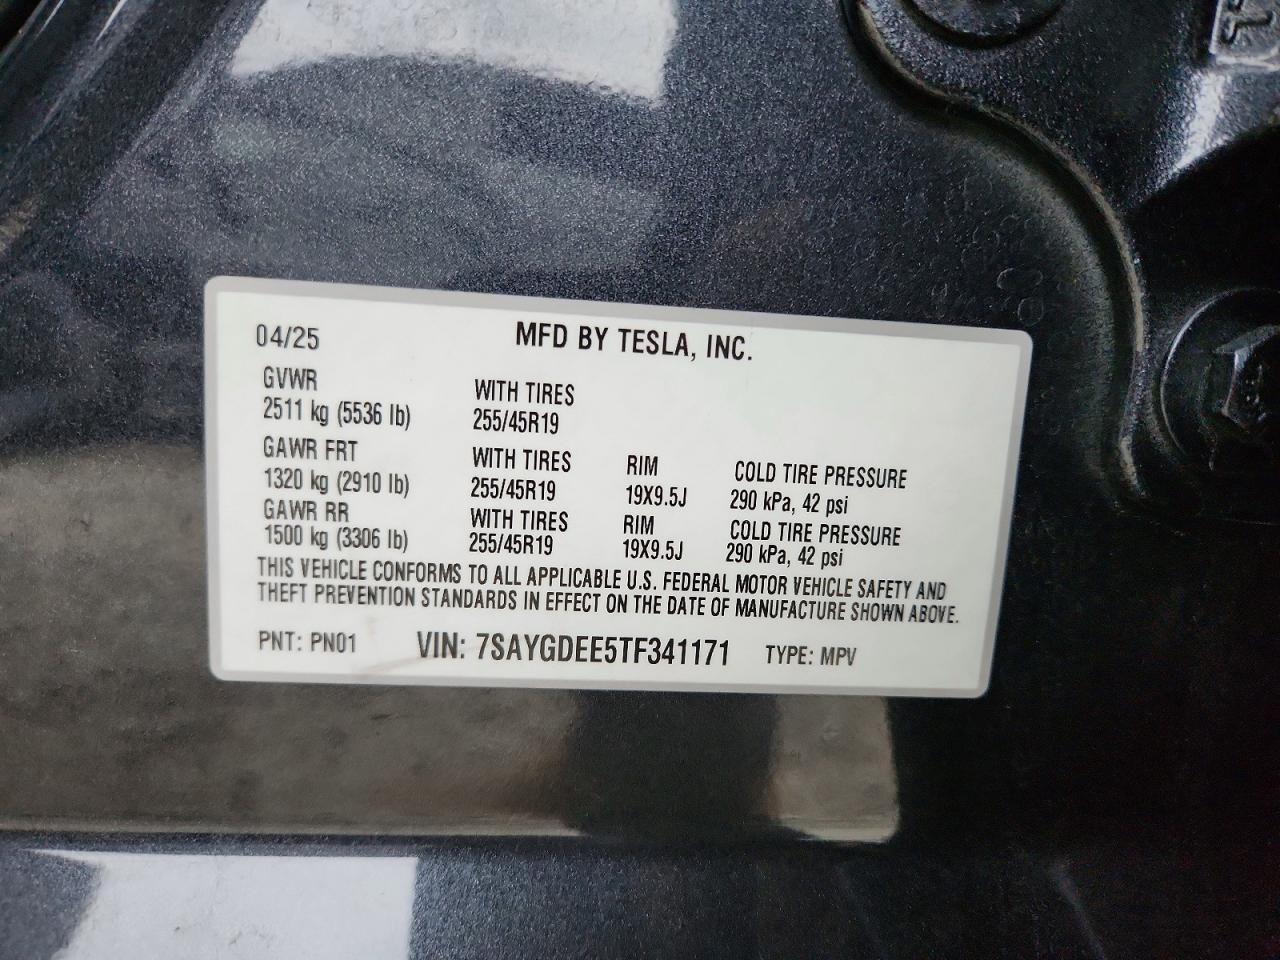 04/25 MFD BY TESLA, INC.
GVWR WITH TIRES
2511 kg (5536 lb) 255/45R19
GAWR FRT WITH TIRES RIM COLD TIRE PRESSURE
1320 kg (2910 lb) 255/45R19 19X9.5J 290 kPa, 42 psi
GAWR RR WITH TIRES RIM COLD TIRE PRESSURE
1500 kg (3306 lb) 255/45R19 19X9.5J 290 kPa, 42 psi
THIS VEHICLE CONFORMS TO ALL APPLICABLE U.S. FEDERAL MOTOR VEHICLE SAFETY AND
THEFT PREVENTION STANDARDS IN EFFECT ON THE DATE OF MANUFACTURE SHOWN ABOVE.
PNT: PN01 VIN: 7SAYGDEE5TF341171 TYPE: MPV